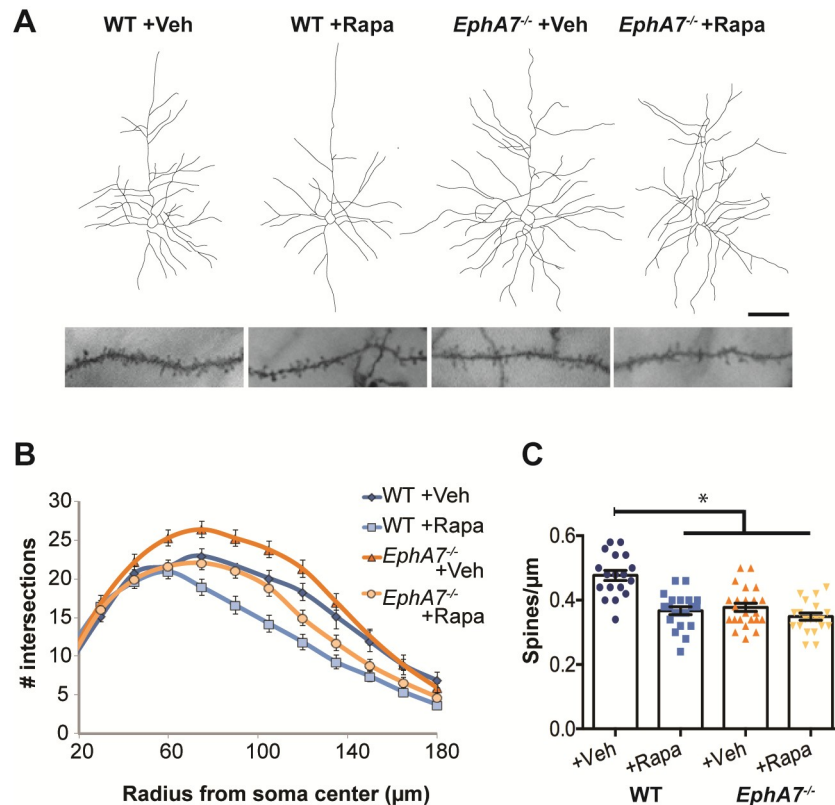 A
WT +Veh WT +Rapa EphA7-/- +Veh EphA7-/- +Rapa
B
30
25
20
15
10
5
0
# intersections
20 60 100 140 180
Radius from soma center (µm)
WT +Veh
WT +Rapa
EphA7-/-
+Veh
EphA7-/-
+Rapa
C
*
0.6
0.4
0.2
0.0
Spines/µm
+Veh +Rapa +Veh +Rapa
WT EphA7-/-